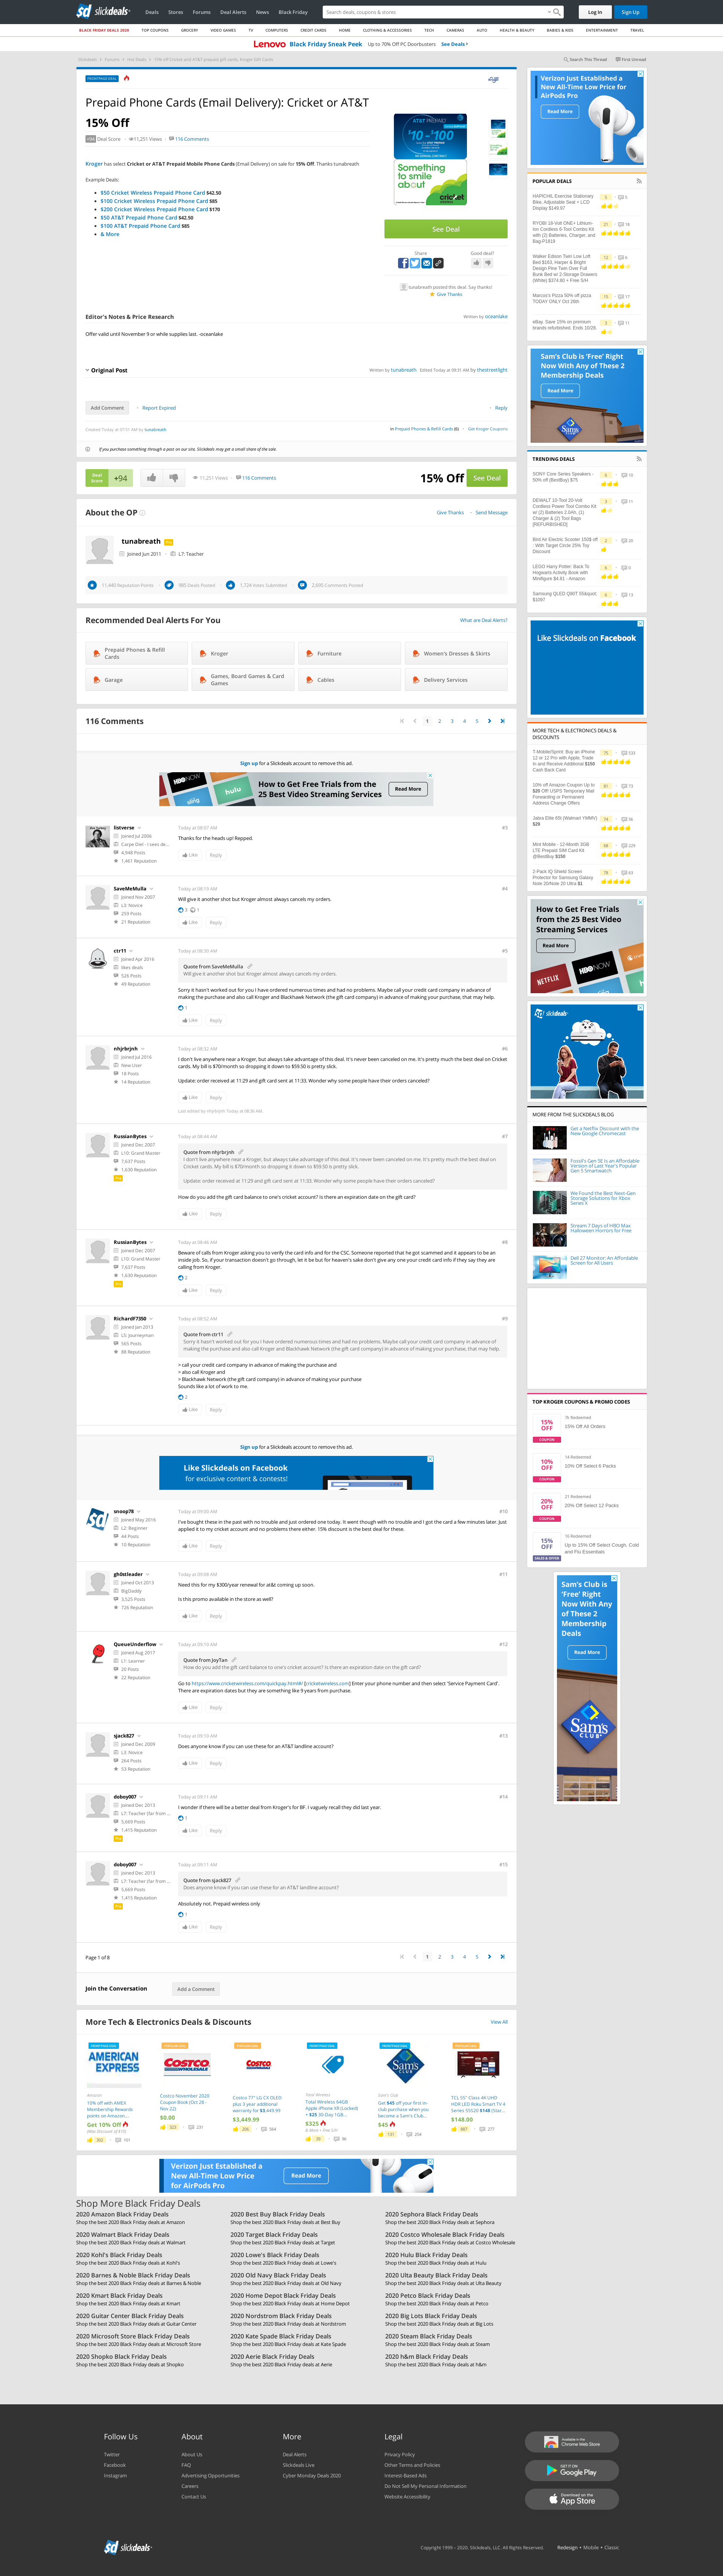 slickdeals
Deals
Stores
Forums
Deal Alerts
News
Black Friday
Search deals, coupons & stores
Log In
Sign Up
BLACK FRIDAY DEALS 2020
TOP COUPONS
GROCERY
VIDEO GAMES
TV
COMPUTERS
CREDIT CARDS
HOME
CLOTHING & ACCESSORIES
TECH
CAMERAS
AUTO
HEALTH & BEAUTY
BABIES & KIDS
ENTERTAINMENT
TRAVEL
Lenovo Black Friday Sneak Peek Up to 70% Off PC Doorbusters See Deals
Search This Thread
First Unread
FRONTPAGE DEAL
Prepaid Phone Cards (Email Delivery): Cricket or AT&T
15% Off
+94 Deal Score
11,251 Views
116 Comments
Kroger has select Cricket or AT&T Prepaid Mobile Phone Cards (Email Delivery) on sale for 15% Off. Thanks tunabreath
Example Deals:
$50 Cricket Wireless Prepaid Phone Card $42.50
$100 Cricket Wireless Prepaid Phone Card $85
$200 Cricket Wireless Prepaid Phone Card $170
$50 AT&T Prepaid Phone Card $42.50
$100 AT&T Prepaid Phone Card $85
& More
AT&T PREPAID
$10-$100
Something
to smile
about
cricket
See Deal
Share
Good deal?
tunabreath posted this deal. Say thanks!
Give Thanks
Editor's Notes & Price Research
Written by oceanlake
Offer valid until November 9 or while supplies last. -oceanlake
Original Post
Written by tunabreath
Edited Today at 09:31 AM by thestreetlight
Add Comment
Report Expired
Reply
Created Today at 07:51 AM by tunabreath
in Prepaid Phones & Refill Cards (6)
Get Kroger Coupons
If you purchase something through a post on our site, Slickdeals may get a small share of the sale.
Deal
Score
+94
11,251 Views
116 Comments
15% Off
See Deal
About the OP
Give Thanks
Send Message
tunabreath Pro
Joined Jun 2011
L7: Teacher
11,440 Reputation Points
985 Deals Posted
1,724 Votes Submitted
2,695 Comments Posted
Recommended Deal Alerts For You
What are Deal Alerts?
Prepaid Phones & Refill Cards
Kroger
Furniture
Women's Dresses & Skirts
Garage
Games, Board Games & Card Games
Cables
Delivery Services
116 Comments
1 2 3 4 5
Sign up for a Slickdeals account to remove this ad.
How to Get Free Trials from the
25 Best Video Streaming Services
Read More
listverse
Joined Jul 2006
Carpe Diel - I sees de...
4,948 Posts
1,461 Reputation
Today at 08:07 AM
#3
Thanks for the heads up! Repped.
Like
Reply
SaveMeMulla
Joined Nov 2007
L3: Novice
259 Posts
21 Reputation
Today at 08:19 AM
#4
Will give it another shot but Kroger almost always cancels my orders.
3 1
Like
Reply
ctr11
Joined Apr 2016
likes deals
526 Posts
49 Reputation
Today at 08:30 AM
#5
Quote from SaveMeMulla
Will give it another shot but Kroger almost always cancels my orders.
Sorry it hasn't worked out for you I have ordered numerous times and had no problems. Maybe call your credit card company in advance of making the purchase and also call Kroger and Blackhawk Network (the gift card company) in advance of making your purchase, that may help.
1
Like
Reply
nhjrbrjnh
Joined Jul 2016
New User
18 Posts
14 Reputation
Today at 08:32 AM
#6
I don't live anywhere near a Kroger, but always take advantage of this deal. It's never been canceled on me. It's pretty much the best deal on Cricket cards. My bill is $70/month so dropping it down to $59.50 is pretty slick.
Update: order received at 11:29 and gift card sent at 11:33. Wonder why some people have their orders canceled?
Like
Reply
Last edited by nhjrbrjnh Today at 08:36 AM.
RussianBytes
Joined Dec 2007
L10: Grand Master
7,637 Posts
1,630 Reputation
Pro
Today at 08:44 AM
#7
Quote from nhjrbrjnh
I don't live anywhere near a Kroger, but always take advantage of this deal. It's never been canceled on me. It's pretty much the best deal on Cricket cards. My bill is $70/month so dropping it down to $59.50 is pretty slick.
Update: order received at 11:29 and gift card sent at 11:33. Wonder why some people have their orders canceled?
How do you add the gift card balance to one's cricket account? Is there an expiration date on the gift card?
Like
Reply
RussianBytes
Joined Dec 2007
L10: Grand Master
7,637 Posts
1,630 Reputation
Pro
Today at 08:46 AM
#8
Beware of calls from Kroger asking you to verify the credit card info and for the CSC. Someone reported that he got scammed and it appears to be an inside job. So, if your transaction doesn't go through, let it be but for heaven's sake don't give any one your credit card info if they say they are calling from Kroger.
2
Like
Reply
RichardF7350
Joined Jan 2013
L5: Journeyman
565 Posts
88 Reputation
Today at 08:52 AM
#9
Quote from ctr11
Sorry it hasn't worked out for you I have ordered numerous times and had no problems. Maybe call your credit card company in advance of making the purchase and also call Kroger and Blackhawk Network (the gift card company) in advance of making your purchase, that may help.
> call your credit card company in advance of making the purchase and
> also call Kroger and
> Blackhawk Network (the gift card company) in advance of making your purchase
Sounds like a lot of work to me.
2
Like
Reply
Sign up for a Slickdeals account to remove this ad.
Like Slickdeals on Facebook
for exclusive content & contests!
snoop78
Joined May 2016
L2: Beginner
44 Posts
10 Reputation
Today at 09:00 AM
#10
I've bought these in the past with no trouble and just ordered one today. It went though with no trouble and I got the card a few minutes later. Just applied it to my cricket account and no problems there either. 15% discount is the best deal for these.
Like
Reply
gh0stleader
Joined Oct 2013
BigDaddy
3,525 Posts
726 Reputation
Today at 09:08 AM
#11
Need this for my $300/year renewal for at&t coming up soon.
Is this promo available in the store as well?
Like
Reply
QueueUnderflow
Joined Aug 2017
L1: Learner
20 Posts
22 Reputation
Today at 09:10 AM
#12
Quote from JoyTan
How do you add the gift card balance to one's cricket account? Is there an expiration date on the gift card?
Go to https://www.cricketwireless.com/quickpay.html#/ [cricketwireless.com] Enter your phone number and then select 'Service Payment Card'.
There are expiration dates but they are something like 9 years from purchase.
Like
Reply
sjack827
Joined Dec 2009
L3: Novice
264 Posts
53 Reputation
Today at 09:10 AM
#13
Does anyone know if you can use these for an AT&T landline account?
Like
Reply
doboy007
Joined Dec 2013
L7: Teacher (far from ...
5,669 Posts
1,415 Reputation
Pro
Today at 09:11 AM
#14
I wonder if there will be a better deal from Kroger's for BF. I vaguely recall they did last year.
1
Like
Reply
doboy007
Joined Dec 2013
L7: Teacher (far from ...
5,669 Posts
1,415 Reputation
Pro
Today at 09:11 AM
#15
Quote from sjack827
Does anyone know if you can use these for an AT&T landline account?
Absolutely not. Prepaid wireless only
1
Like
Reply
Page 1 of 8
1 2 3 4 5
Join the Conversation
Add a Comment
More Tech & Electronics Deals & Discounts
View All
AMERICAN EXPRESS
Amazon
10% off with AMEX Membership Rewards points on Amazon...
Get 10% Off
302
101
COSTCO WHOLESALE
Costco November 2020 Coupon Book (Oct 28 - Nov 22)
$0.00
323
231
COSTCO
Costco 77" LG CX OLED plus 3 year additional warranty for $3,449.99
$3,449.99
206
164
Total Wireless
Total Wireless 64GB Apple iPhone XR (Locked) + $25 30-Day 1GB...
$325
39
96
Sam's Club
Get $45 off your first in-club purchase when you become a Sam's Club...
$45
131
204
TCL 55" Class 4K UHD HDR LED Roku Smart TV 4 Series 55S20 $148 (Star...
$148.00
887
277
Verizon Just Established
a New All-Time Low Price
for AirPods Pro
Read More
Shop More Black Friday Deals
2020 Amazon Black Friday Deals
Shop the best 2020 Black Friday deals at Amazon
2020 Best Buy Black Friday Deals
Shop the best 2020 Black Friday deals at Best Buy
2020 Sephora Black Friday Deals
Shop the best 2020 Black Friday deals at Sephora
2020 Walmart Black Friday Deals
Shop the best 2020 Black Friday deals at Walmart
2020 Target Black Friday Deals
Shop the best 2020 Black Friday deals at Target
2020 Costco Wholesale Black Friday Deals
Shop the best 2020 Black Friday deals at Costco Wholesale
2020 Kohl's Black Friday Deals
Shop the best 2020 Black Friday deals at Kohl's
2020 Lowe's Black Friday Deals
Shop the best 2020 Black Friday deals at Lowe's
2020 Hulu Black Friday Deals
Shop the best 2020 Black Friday deals at Hulu
2020 Barnes & Noble Black Friday Deals
Shop the best 2020 Black Friday deals at Barnes & Noble
2020 Old Navy Black Friday Deals
Shop the best 2020 Black Friday deals at Old Navy
2020 Ulta Beauty Black Friday Deals
Shop the best 2020 Black Friday deals at Ulta Beauty
2020 Kmart Black Friday Deals
Shop the best 2020 Black Friday deals at Kmart
2020 Home Depot Black Friday Deals
Shop the best 2020 Black Friday deals at Home Depot
2020 Petco Black Friday Deals
Shop the best 2020 Black Friday deals at Petco
2020 Guitar Center Black Friday Deals
Shop the best 2020 Black Friday deals at Guitar Center
2020 Nordstrom Black Friday Deals
Shop the best 2020 Black Friday deals at Nordstrom
2020 Big Lots Black Friday Deals
Shop the best 2020 Black Friday deals at Big Lots
2020 Microsoft Store Black Friday Deals
Shop the best 2020 Black Friday deals at Microsoft Store
2020 Kate Spade Black Friday Deals
Shop the best 2020 Black Friday deals at Kate Spade
2020 Steam Black Friday Deals
Shop the best 2020 Black Friday deals at Steam
2020 Shopko Black Friday Deals
Shop the best 2020 Black Friday deals at Shopko
2020 Aerie Black Friday Deals
Shop the best 2020 Black Friday deals at Aerie
2020 h&m Black Friday Deals
Shop the best 2020 Black Friday deals at h&m
Verizon Just Established
a New All-Time Low Price for
AirPods Pro
Read More
POPULAR DEALS
HAPICHIL Exercise Stationary Bike, Adjustable Seat + LCD Display $149.97
RYOBI 18-Volt ONE+ Lithium-Ion Cordless 6-Tool Combo Kit with (2) Batteries, Charger, and Bag-P1819
Walker Edison Twin Low Loft Bed $163, Harper & Bright Design Pine Twin Over Full Bunk Bed w/ 2-Storage Drawers (White) $374.60 + Free S/H
Marcos's Pizza 50% off pizza TODAY ONLY Oct 26th
eBay. Save 15% on premium brands refurbished. Ends 10/26.
Sam's Club is 'Free' Right
Now With Any of These 2
Membership Deals
Read More
TRENDING DEALS
SONY Core Series Speakers - 50% off (BestBuy) $75
DEWALT 10-Tool 20-Volt Cordless Power Tool Combo Kit w/ (2) Batteries 2.0Ah, (1) Charger & (2) Tool Bags [REFURBISHED]
Bird Air Electric Scooter 150$ off : With Target Circle 25% Toy Discount
LEGO Harry Potter: Back To Hogwarts Activity Book with Minifigure $4.91 - Amazon
Like Slickdeals on Facebook
MORE TECH & ELECTRONICS DEALS & DISCOUNTS
T-Mobile/Sprint: Buy an iPhone 12 or 12 Pro with Apple, Trade In and Receive Additional $150 Cash Back Card
10% off Amazon Coupon Up to $20 Off USPS Temporary Mail Forwarding or Permanent Address Change Offers
Jabra Elite 65t (Walmart YMMV) $29
Mint Mobile - 12-Month 3GB LTE Prepaid SIM Card Kit @BestBuy $150
2-Pack iQ Shield Screen Protector for Samsung Galaxy Note 20/Note 20 Ultra $1
How to Get Free Trials
from the 25 Best Video
Streaming Services
Read More
HBO NOW
NETFLIX
slickdeals
MORE FROM THE SLICKDEALS BLOG
Get a Netflix Discount with the New Google Chromecast
Fossil's Gen 5E Is an Affordable Version of Last Year's Popular Gen 5 Smartwatch
We Found the Best Next-Gen Storage Solutions for Xbox Series X
Stream 7 Days of HBO Max Halloween Horrors for Free
Dell 27 Monitor: An Affordable Screen for All Users
TOP KROGER COUPONS & PROMO CODES
15% OFF
COUPON
76 Redeemed
15% Off All Orders
10% OFF
COUPON
14 Redeemed
10% Off Select 6 Packs
20% OFF
COUPON
21 Redeemed
20% Off Select 12 Packs
15% OFF
SALES & OFFER
16 Redeemed
Up to 15% Off Select Cough, Cold and Flu Essentials
Sam's Club is
'Free' Right
Now With Any
of These 2
Membership
Deals
Read More
Sam's CLUB
Follow Us
Twitter
Facebook
Instagram
About
About Us
FAQ
Advertising Opportunities
Careers
Contact Us
More
Deal Alerts
Slickdeals Live
Cyber Monday Deals 2020
Legal
Privacy Policy
Other Terms and Policies
Interest-Based Ads
Do Not Sell My Personal Information
Website Accessibility
Available in the
Chrome Web Store
GET IT ON
Google Play
Download on the
App Store
slickdeals
Copyright 1999 - 2020. Slickdeals, LLC. All Rights Reserved.
Redesign • Mobile • Classic